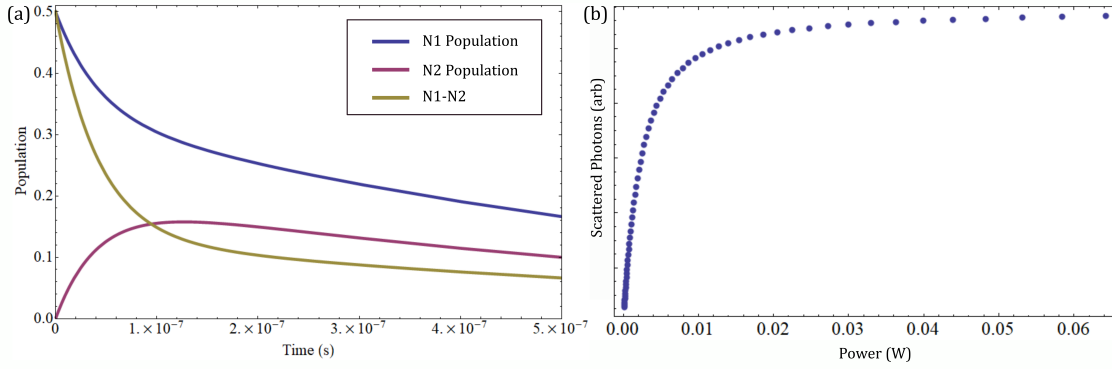 (a)
0.5
0.4
0.3
0.2
0.1
0.0
Population
N1 Population
N2 Population
N1-N2
0
1.×10⁻⁷
2.×10⁻⁷
3.×10⁻⁷
4.×10⁻⁷
5.×10⁻⁷
Time (s)
(b)
Scattered Photons (arb)
0.00
0.01
0.02
0.03
0.04
0.05
0.06
Power (W)